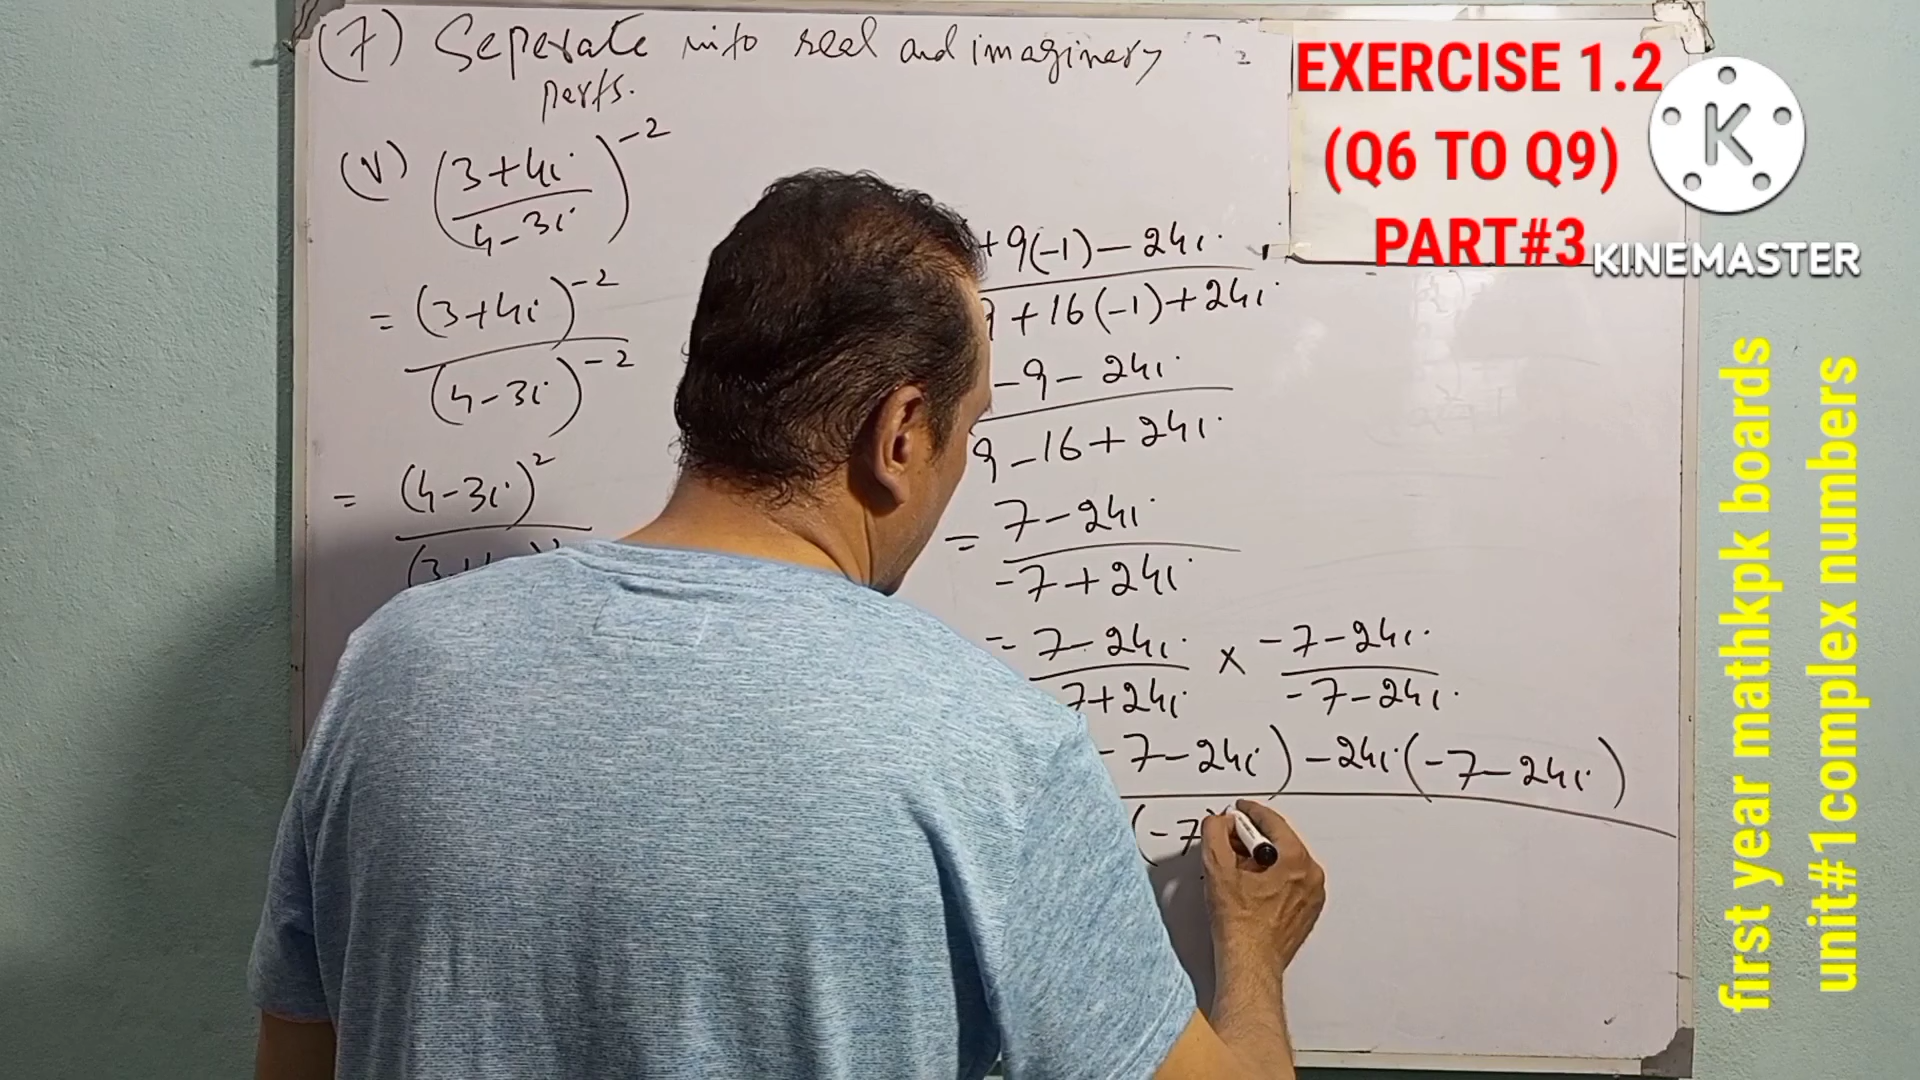 (7) Seperate into real and imaginery
parts.
(V) (3+4i / 4-3i)^-2
= (3+4i)^-2
(4-3i)^-2
= (4-3i)^2
+9(-1)-24i
+16(-1)+24i
-9-24i
9-16+24i
= 7-24i
-7+24i
= 7-24i × -7-24i
7+24i -7-24i
-7-24i)-24i(-7-24i)
(-7)
EXERCISE 1.2
(Q6 TO Q9)
PART#3
K
KINEMASTER
first year mathkpk boards
unit#1complex numbers